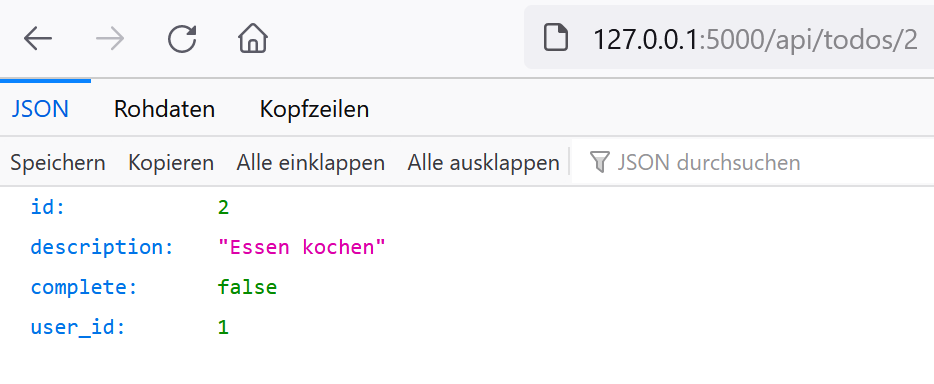 127.0.0.1:5000/api/todos/2
JSON Rohdaten Kopfzeilen
Speichern Kopieren Alle einklappen Alle ausklappen JSON durchsuchen
id: 2
description: "Essen kochen"
complete: false
user_id: 1